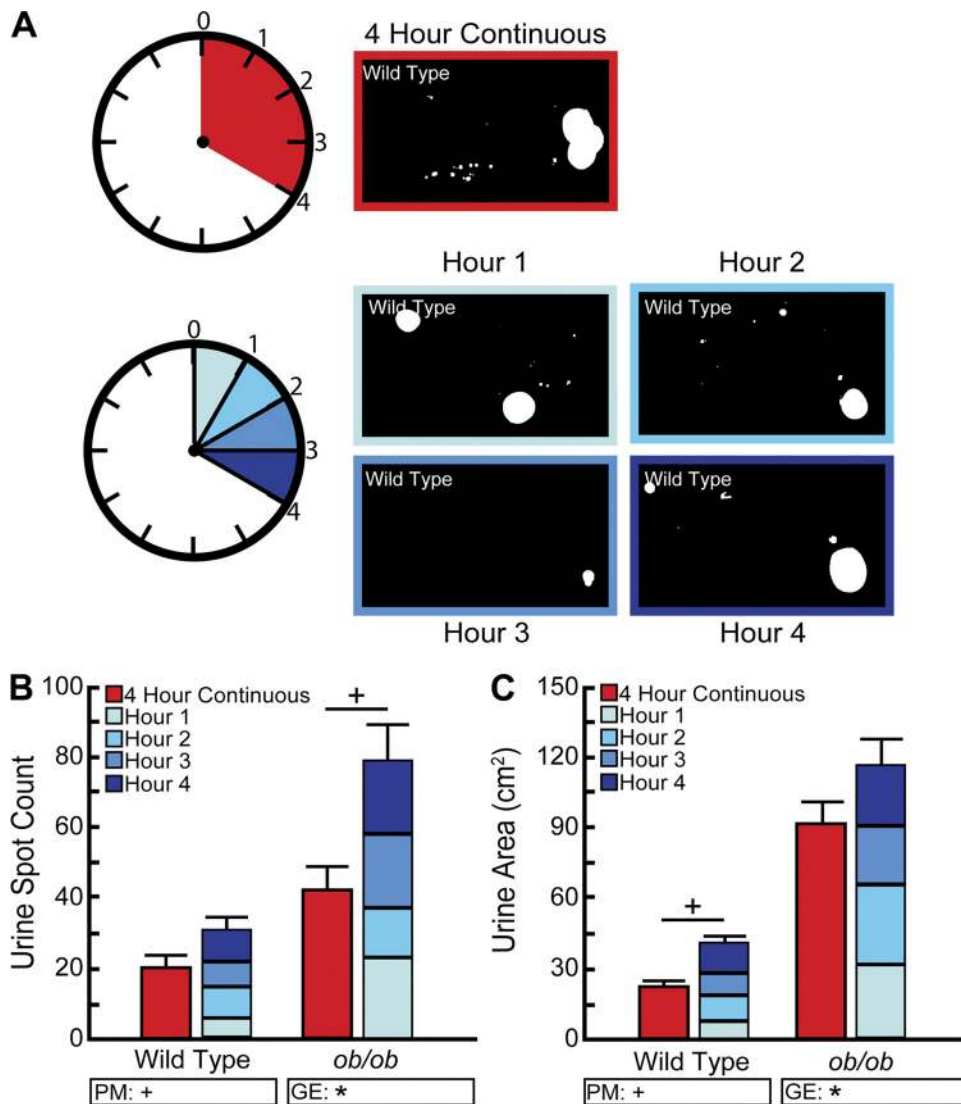 A
0
1
2
3
4
4 Hour Continuous
Wild Type
0
1
2
3
4
Hour 1
Hour 2
Wild Type
Wild Type
Wild Type
Wild Type
Hour 3
Hour 4
B
100
80
60
40
20
0
Urine Spot Count
4 Hour Continuous
Hour 1
Hour 2
Hour 3
Hour 4
+
Wild Type
ob/ob
PM: +
GE: *
C
150
120
90
60
30
0
Urine Area (cm²)
4 Hour Continuous
Hour 1
Hour 2
Hour 3
Hour 4
+
Wild Type
ob/ob
PM: +
GE: *